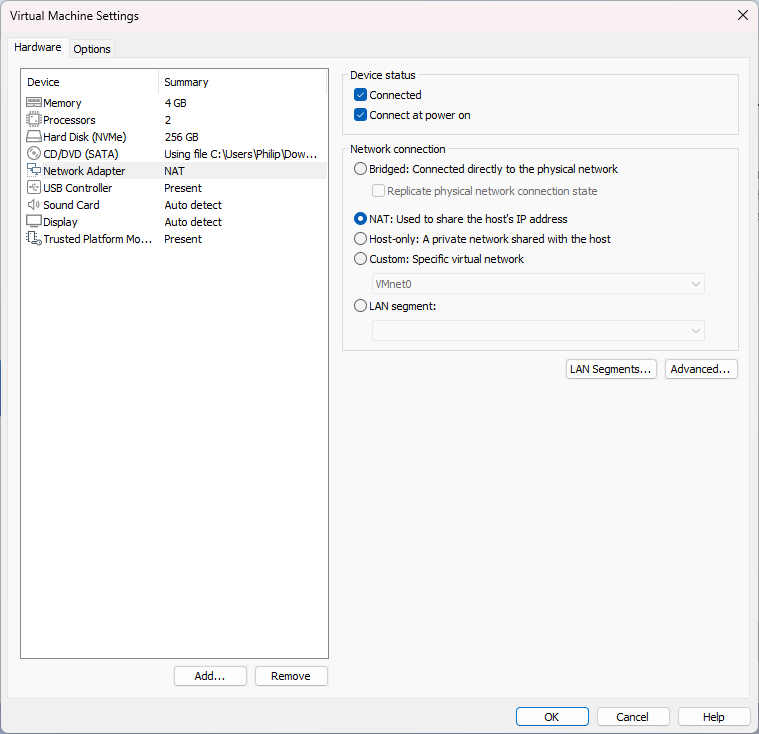 Virtual Machine Settings
Hardware
Options
Device Summary
Memory 4 GB
Processors 2
Hard Disk (NVMe) 256 GB
CD/DVD (SATA) Using file C:\Users\Philip\Dow...
Network Adapter NAT
USB Controller Present
Sound Card Auto detect
Display Auto detect
Trusted Platform Mo... Present
Add...
Remove
Device status
Connected
Connect at power on
Network connection
Bridged: Connected directly to the physical network
Replicate physical network connection state
NAT: Used to share the host's IP address
Host-only: A private network shared with the host
Custom: Specific virtual network
VMnet0
LAN segment:
LAN Segments...
Advanced...
OK
Cancel
Help